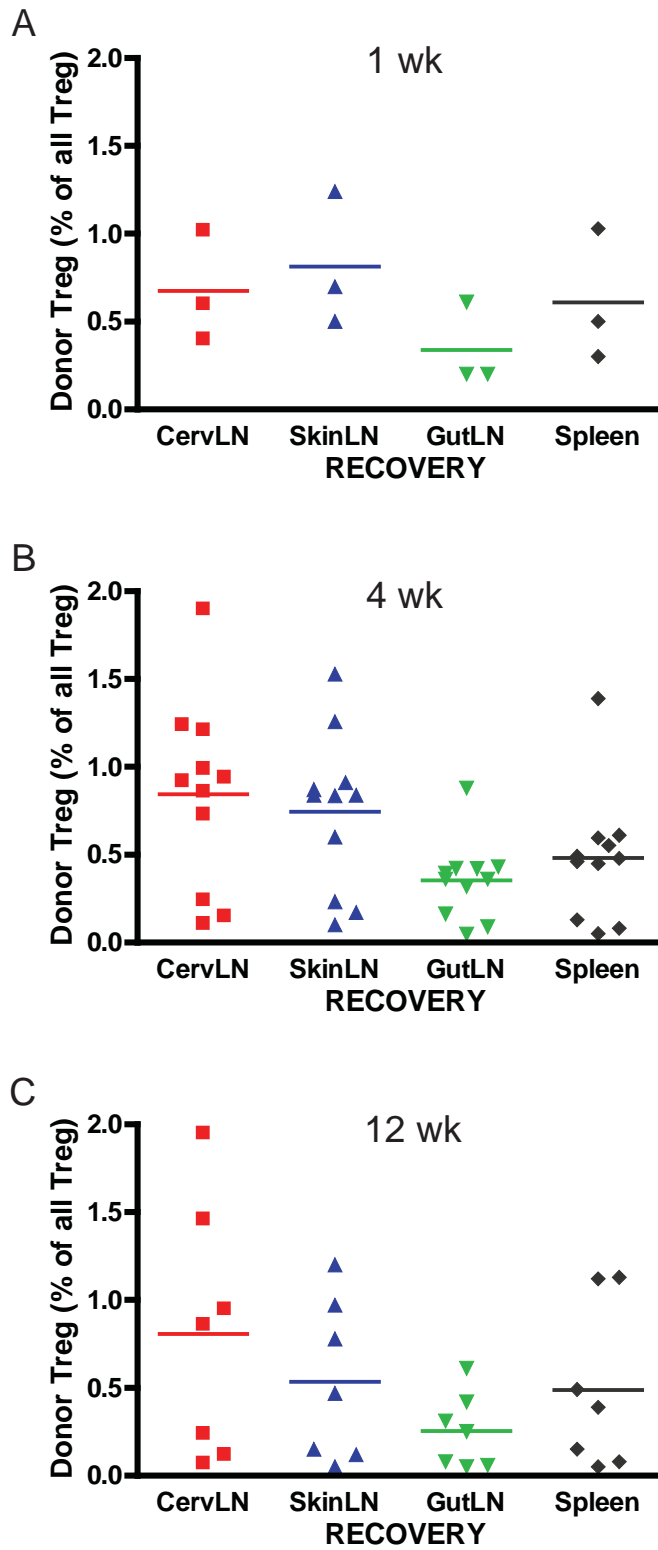 A
1 wk
Donor Treg (% of all Treg)
2.0
1.5
1.0
0.5
0.0
CervLN SkinLN GutLN Spleen
RECOVERY
B
4 wk
Donor Treg (% of all Treg)
2.0
1.5
1.0
0.5
0.0
CervLN SkinLN GutLN Spleen
RECOVERY
C
12 wk
Donor Treg (% of all Treg)
2.0
1.5
1.0
0.5
0.0
CervLN SkinLN GutLN Spleen
RECOVERY